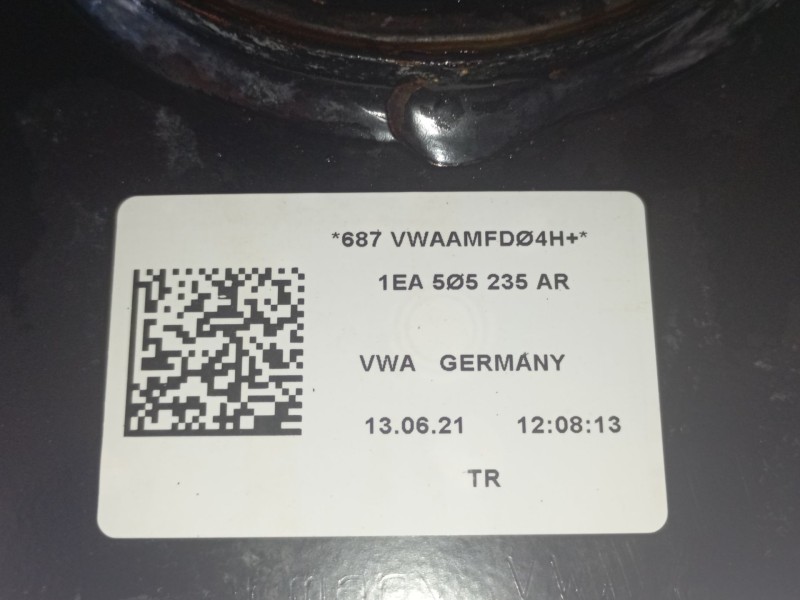 *687 VWAAMFDØ4H+*
1EA 5Ø5 235 AR
VWA GERMANY
13.06.21 12:08:13
TR